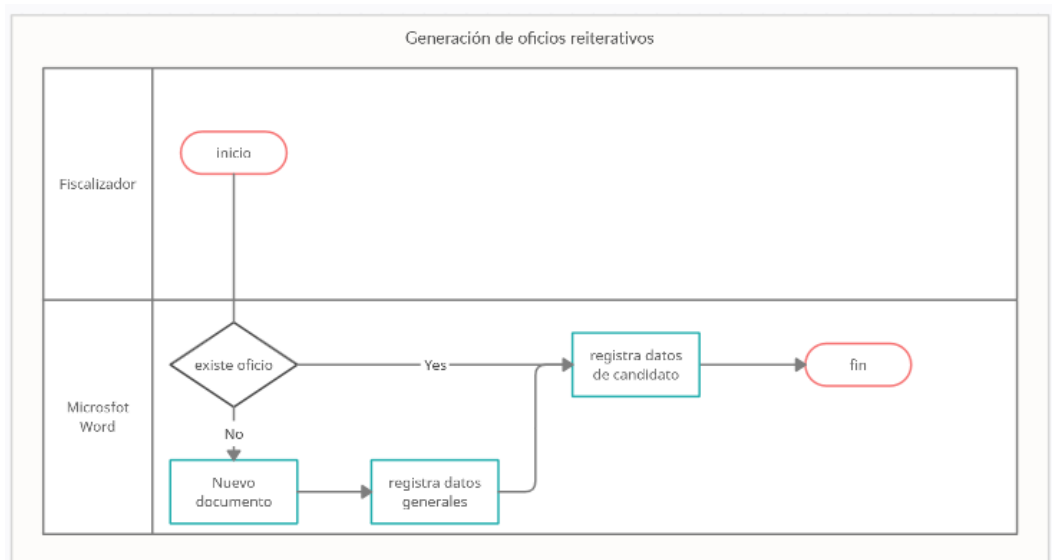 Generación de oficios reiterativos
Fiscalizador
inicio
Microsfot
Word
existe oficio
Yes
registra datos
de candidato
fin
No
Nuevo
documento
registra datos
generales